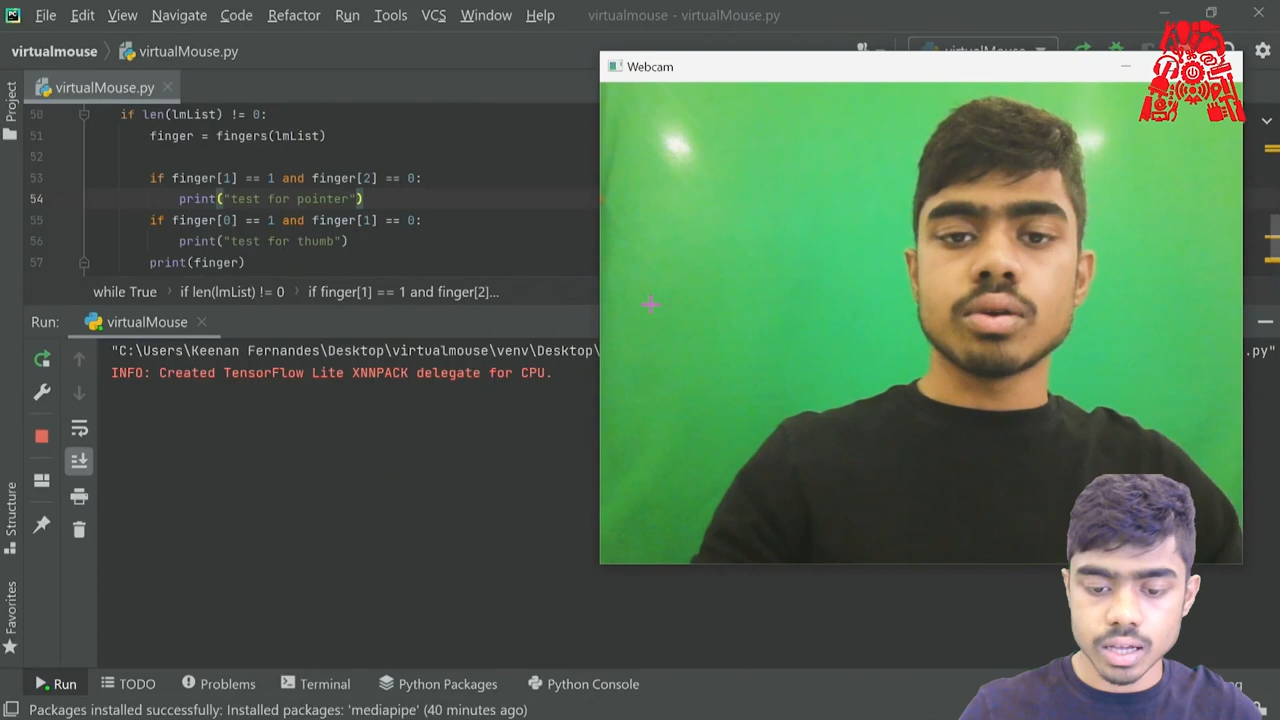 File Edit View Navigate Code Refactor Run Tools VCS Window Help virtualmouse - virtualMouse.py
virtualmouse virtualMouse.py
virtualMouse.py
Project
50 if len(lmList) != 0:
51 finger = fingers(lmList)
52
53 if finger[1] == 1 and finger[2] == 0:
54 print("test for pointer")
55 if finger[0] == 1 and finger[1] == 0:
56 print("test for thumb")
57 print(finger)
while True if len(lmList) != 0 if finger[1] == 1 and finger[2]...
Webcam
Run: virtualMouse
"C:\Users\Keenan Fernandes\Desktop\virtualmouse\venv\Desktop\
.py"
INFO: Created TensorFlow Lite XNNPACK delegate for CPU.
Structure
Favorites
Run TODO Problems Terminal Python Packages Python Console
Packages installed successfully: Installed packages: 'mediapipe' (40 minutes ago)